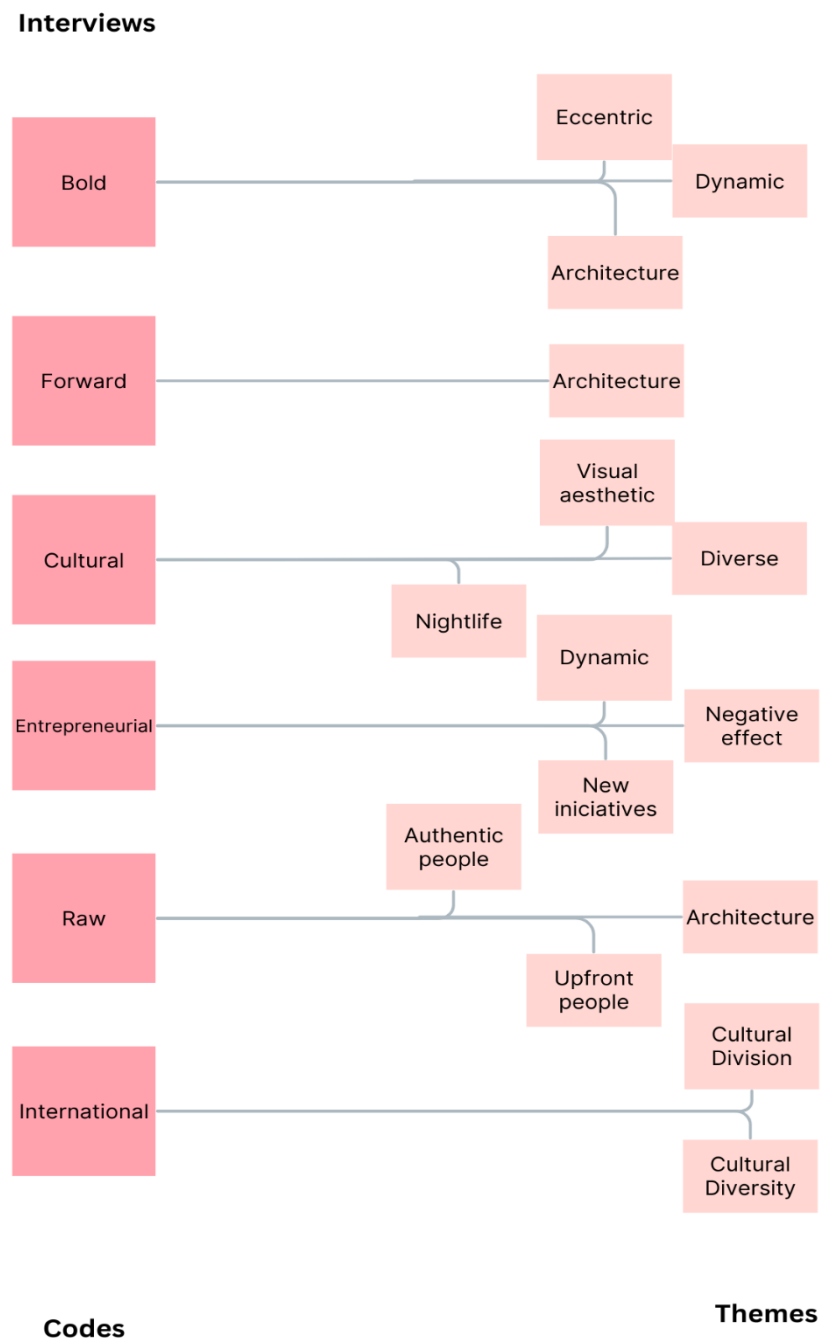 Interviews
Eccentric
Bold
Dynamic
Architecture
Forward
Architecture
Visual
aesthetic
Cultural
Diverse
Nightlife
Dynamic
Entrepreneurial
Negative
effect
New
iniciatives
Authentic
people
Raw
Architecture
Upfront
people
Cultural
Division
International
Cultural
Diversity
Themes
Codes